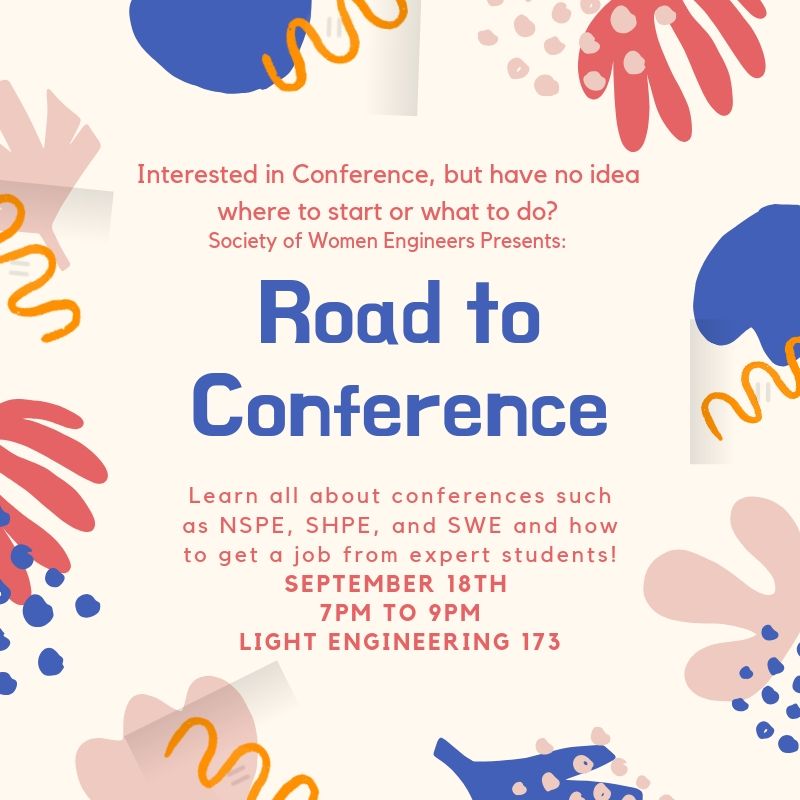 Interested in Conference, but have no idea
where to start or what to do?
Society of Women Engineers Presents:
Road to
Conference
Learn all about conferences such
as NSPE, SHPE, and SWE and how
to get a job from expert students!
SEPTEMBER 18TH
7PM TO 9PM
LIGHT ENGINEERING 173